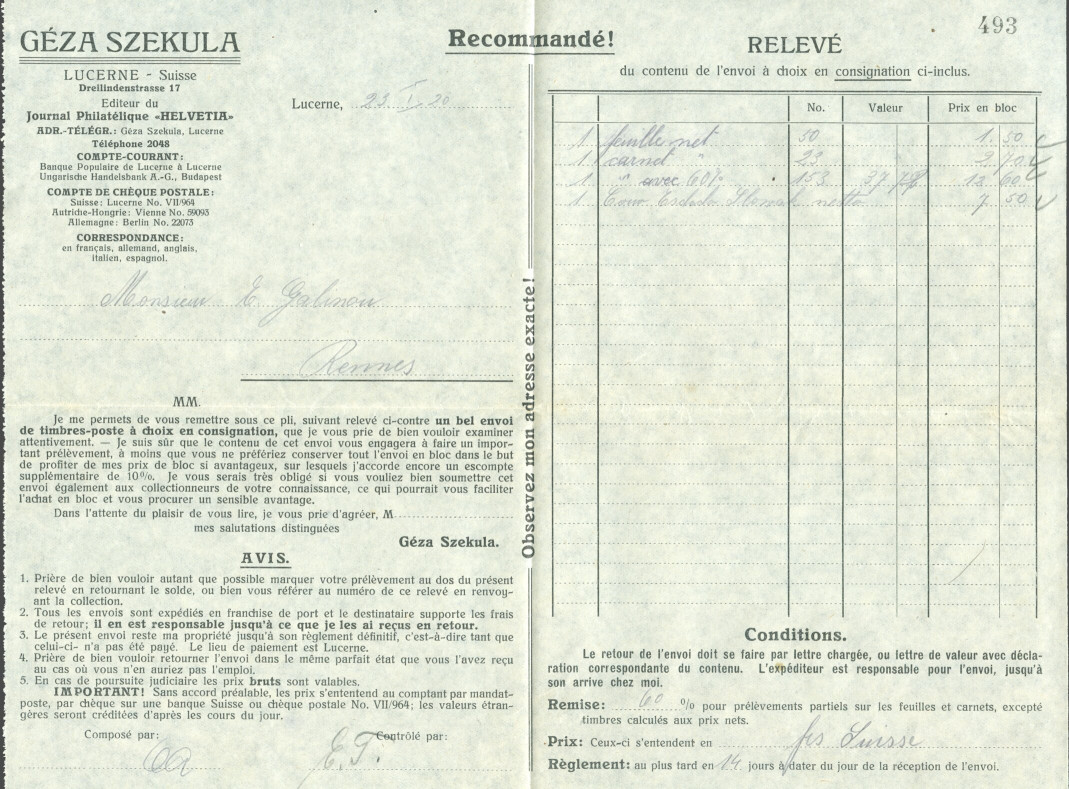 GÉZA SZEKULA
LUCERNE - Suisse
Dreilindenstrasse 17
Editeur du
Journal Philatélique «HELVETIA»
ADR.-TÉLÉGR.: Géza Szekula, Lucerne
Téléphone 2048
COMPTE-COURANT:
Banque Populaire de Lucerne à Lucerne
Ungarische Handelsbank A.-G., Budapest
COMPTE DE CHÈQUE POSTALE:
Suisse: Lucerne No. VII/964
Autriche-Hongrie: Vienne No. 59093
Allemagne: Berlin No. 22073
CORRESPONDANCE:
en français, allemand, anglais,
italien, espagnol.
Recommandé!
Lucerne, 23 I 20
Monsieur E. Galinou
Rennes
MM.
Je me permets de vous remettre sous ce pli, suivant relevé ci-contre un bel envoi
de timbres-poste à choix en consignation, que je vous prie de bien vouloir examiner
attentivement. — Je suis sûr que le contenu de cet envoi vous engagera à faire un impor-
tant prélèvement, à moins que vous ne préfériez conserver tout l'envoi en bloc dans le but
de profiter de mes prix de bloc si avantageux, sur lesquels j'accorde encore un escompte
supplémentaire de 10%. Je vous serais très obligé si vous vouliez bien soumettre cet
envoi également aux collectionneurs de votre connaissance, ce qui pourrait vous faciliter
l'achat en bloc et vous procurer un sensible avantage.
Dans l'attente du plaisir de vous lire, je vous prie d'agréer, M
mes salutations distinguées
Géza Szekula.
AVIS.
1. Prière de bien vouloir autant que possible marquer votre prélèvement au dos du présent
relevé en retournant le solde, ou bien vous référer au numéro de ce relevé en renvoy-
ant la collection.
2. Tous les envois sont expédiés en franchise de port et le destinataire supporte les frais
de retour; il en est responsable jusqu'à ce que je les ai reçus en retour.
3. Le présent envoi reste ma propriété jusqu'à son règlement définitif, c'est-à-dire tant que
celui-ci- n'a pas été payé. Le lieu de paiement est Lucerne.
4. Prière de bien vouloir retourner l'envoi dans le même parfait état que vous l'avez reçu
au cas où vous n'en auriez pas l'emploi.
5. En cas de poursuite judiciaire les prix bruts sont valables.
IMPORTANT! Sans accord préalable, les prix s'entendent au comptant par mandat-
poste, par chèque sur une banque Suisse ou chèque postale No. VII/964; les valeurs étran-
gères seront créditées d'après les cours du jour.
Composé par: Contrôlé par:
E.T.
Observez mon adresse exacte!
493
RELEVÉ
du contenu de l'envoi à choix en consignation ci-inclus.
No. Valeur Prix en bloc
1 feuille net 50 1. 50
1 carnet " 23 2 70
1 " avec 60% 153 37 78 12 60
1 7 50
Conditions.
Le retour de l'envoi doit se faire par lettre chargée, ou lettre de valeur avec décla-
ration correspondante du contenu. L'expéditeur est responsable pour l'envoi, jusqu'à
son arrive chez moi.
Remise: 60 % pour prélèvements partiels sur les feuilles et carnets, excepté
timbres calculés aux prix nets.
Prix: Ceux-ci s'entendent en frs Suisse
Règlement: au plus tard en 14 jours à dater du jour de la réception de l'envoi.